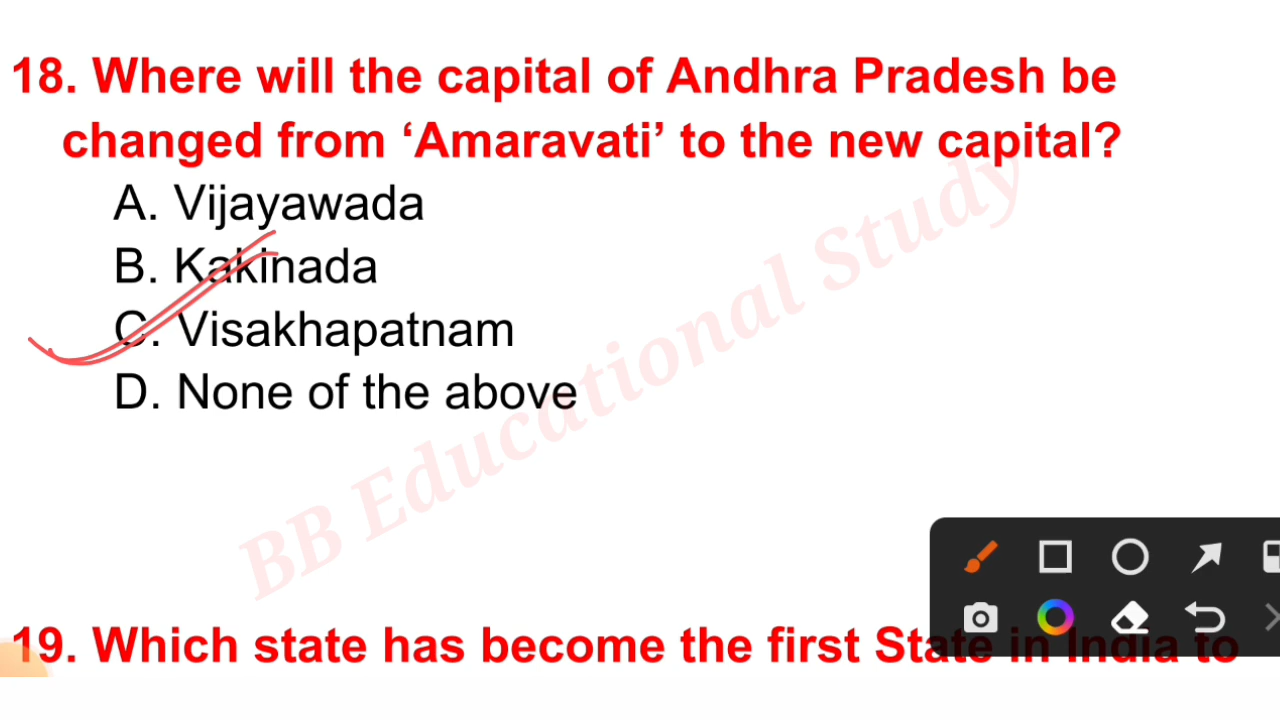 18. Where will the capital of Andhra Pradesh be
changed from ‘Amaravati’ to the new capital?
A. Vijayawada
B. Kakinada
C. Visakhapatnam
D. None of the above
BB Educational Study
19. Which state has become the first State in India to